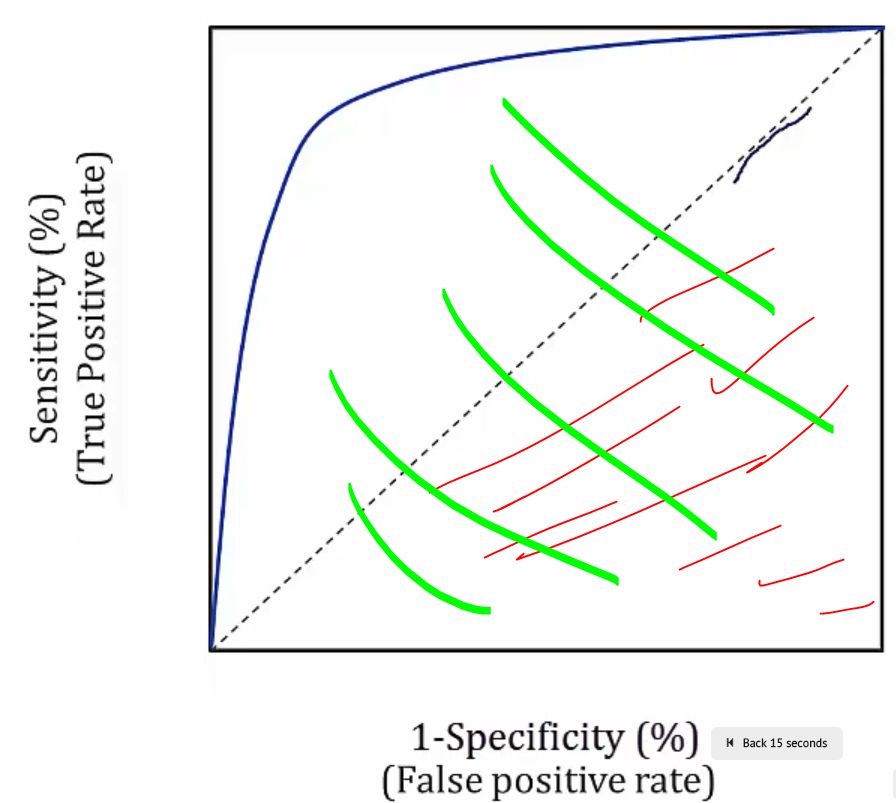 Sensitivity (%)
(True Positive Rate)
1-Specificity (%)
Back 15 seconds
(False positive rate)